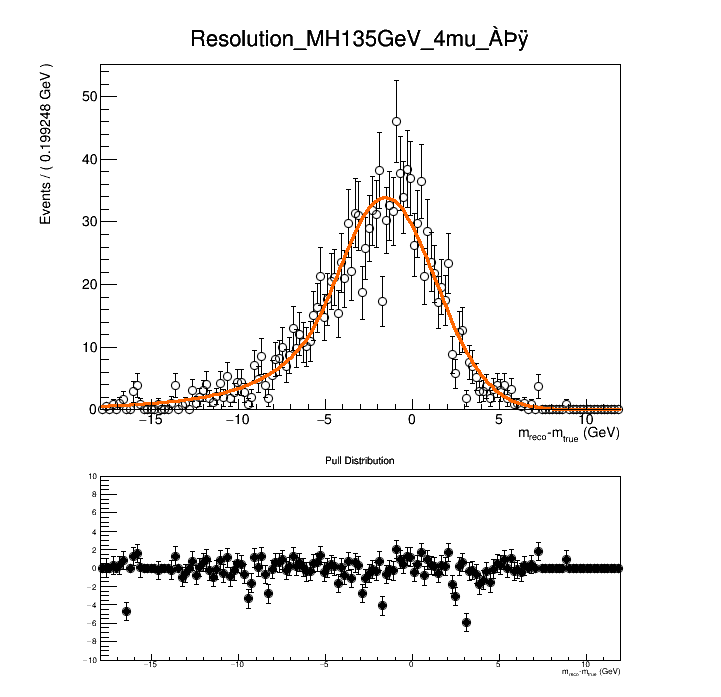 Resolution_MH135GeV_4mu_ÀÞÿ
Events / ( 0.199248 GeV )
50
40
30
20
10
0
−15 −10 −5 0 5 10
m_reco-m_true (GeV)
Pull Distribution
10
8
6
4
2
0
−2
−4
−6
−8
−10
−15 −10 −5 0 5 10
m_reco-m_true (GeV)